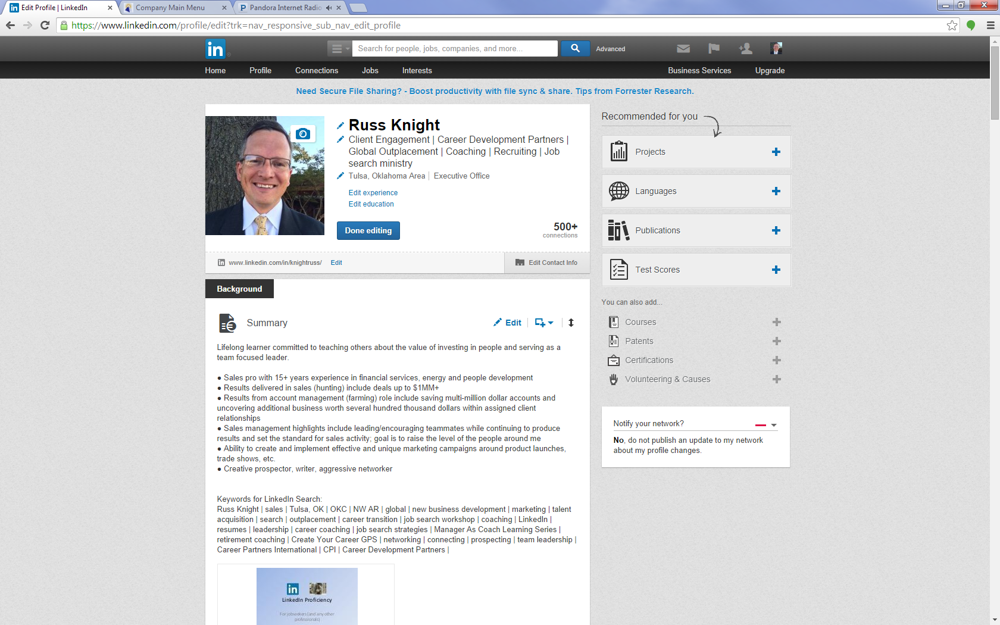 Edit Profile | LinkedIn
Company Main Menu
Pandora Internet Radio
https://www.linkedin.com/profile/edit?trk=nav_responsive_sub_nav_edit_profile
in
Search for people, jobs, companies, and more...
Advanced
Home Profile Connections Jobs Interests Business Services Upgrade
Need Secure File Sharing? - Boost productivity with file sync & share. Tips from Forrester Research.
Russ Knight
Client Engagement | Career Development Partners |
Global Outplacement | Coaching | Recruiting | Job
search ministry
Tulsa, Oklahoma Area | Executive Office
Edit experience
Edit education
Done editing
500+
connections
www.linkedin.com/in/knightruss/ Edit
Edit Contact Info
Background
Summary
Edit
Lifelong learner committed to teaching others about the value of investing in people and serving as a
team focused leader.
● Sales pro with 15+ years experience in financial services, energy and people development
● Results delivered in sales (hunting) include deals up to $1MM+
● Results from account management (farming) role include saving multi-million dollar accounts and
uncovering additional business worth several hundred thousand dollars within assigned client
relationships
● Sales management highlights include leading/encouraging teammates while continuing to produce
results and set the standard for sales activity; goal is to raise the level of the people around me
● Ability to create and implement effective and unique marketing campaigns around product launches,
trade shows, etc.
● Creative prospector, writer, aggressive networker
Keywords for LinkedIn Search:
Russ Knight | sales | Tulsa, OK | OKC | NW AR | global | new business development | marketing | talent
acquisition | search | outplacement | career transition | job search workshop | coaching | LinkedIn |
resumes | leadership | career coaching | job search strategies | Manager As Coach Learning Series |
retirement coaching | Create Your Career GPS | networking | connecting | prospecting | team leadership |
Career Partners International | CPI | Career Development Partners |
in
LinkedIn Proficiency
For jobseekers (and any other
professionals)
Recommended for you
Projects
Languages
Publications
Test Scores
You can also add...
Courses
Patents
Certifications
Volunteering & Causes
Notify your network?
No, do not publish an update to my network
about my profile changes.